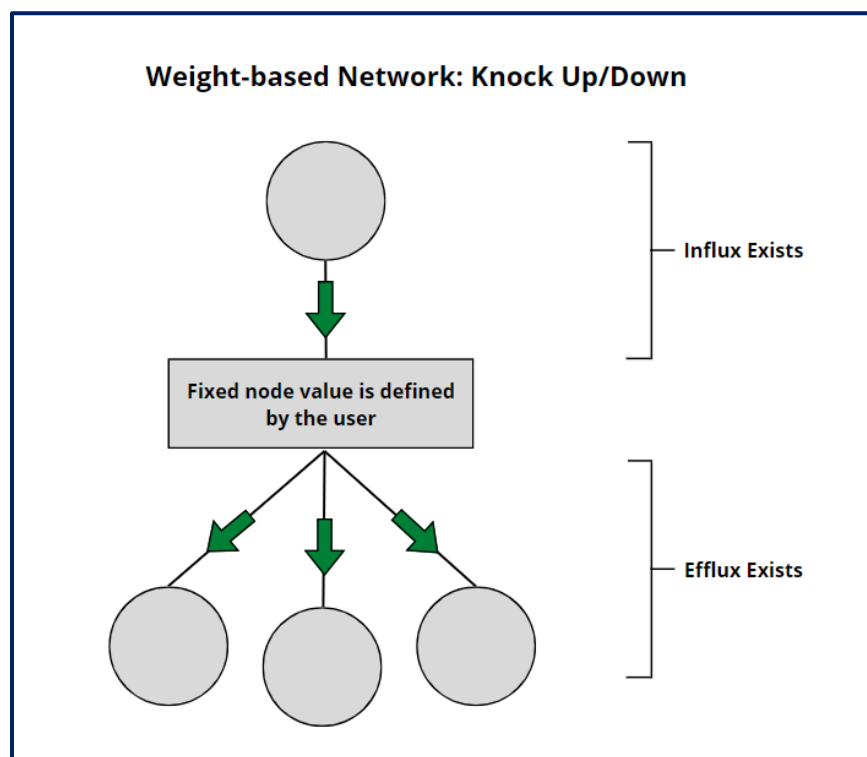 Weight-based Network: Knock Up/Down
Influx Exists
Fixed node value is defined
by the user
Efflux Exists